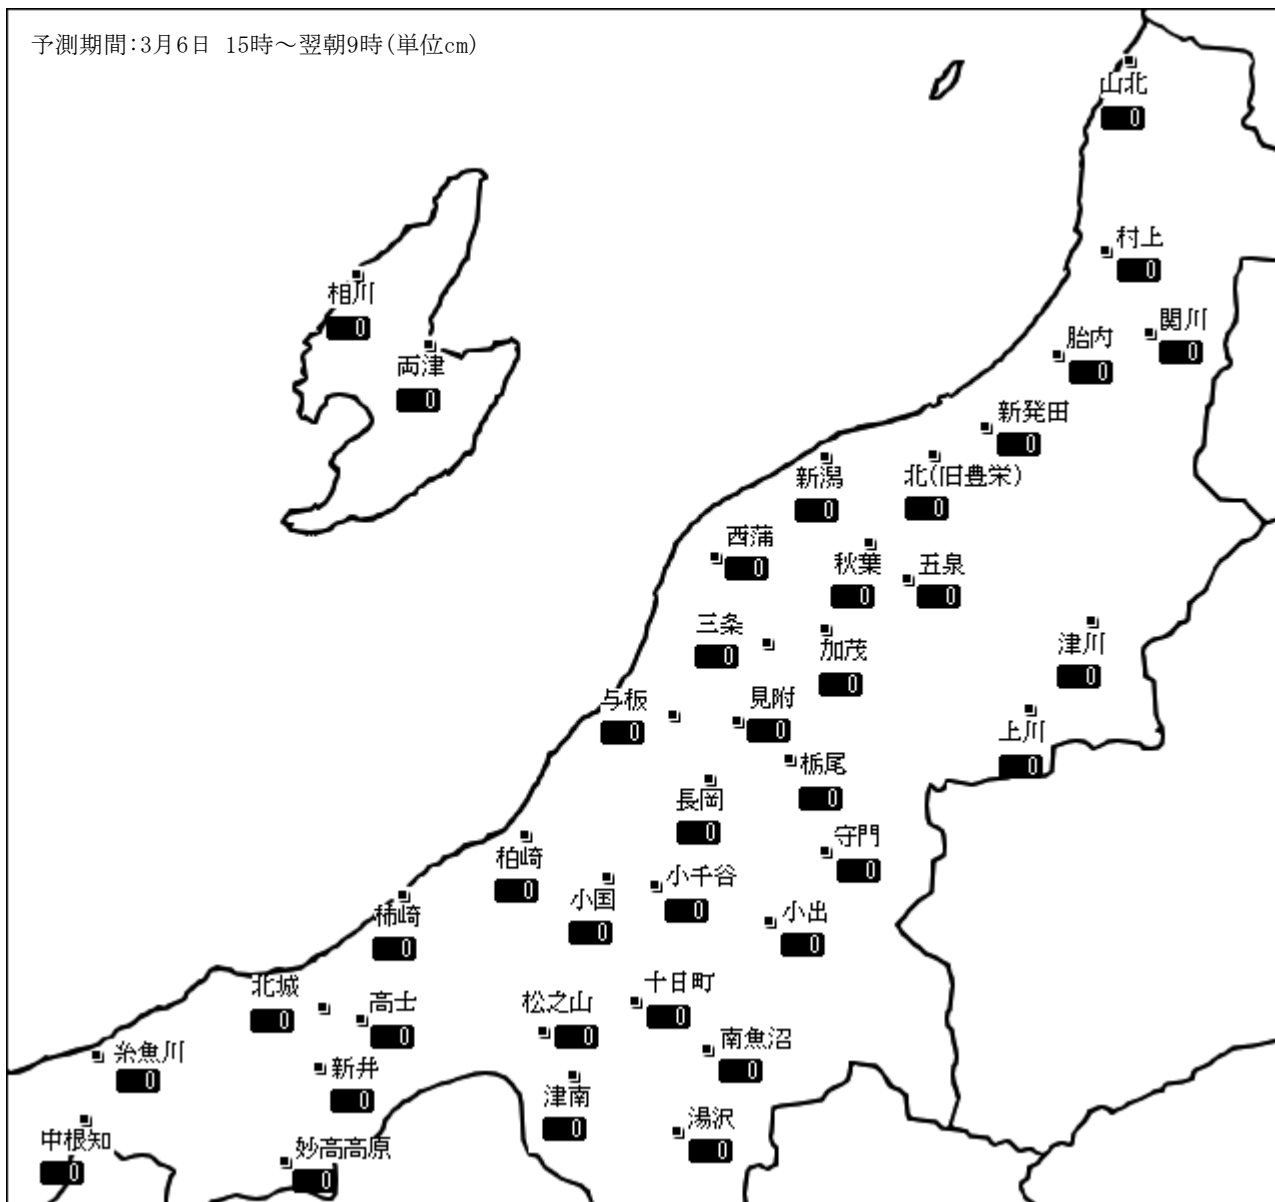 予測期間:3月6日 15時～翌朝9時(単位cm)
山北
0
村上
0
相川
0
関川
0
胎内
0
両津
0
新発田
0
新潟
0
北(旧豊栄)
0
西蒲
0
秋葉
0
五泉
0
三条
0
加茂
0
津川
0
与板
0
見附
0
上川
0
栃尾
0
長岡
0
守門
0
柏崎
0
小国
0
小千谷
0
小出
0
柿崎
0
北城
0
高士
0
松之山
0
十日町
0
南魚沼
0
糸魚川
0
新井
0
津南
0
湯沢
0
中根知
0
妙高高原
0